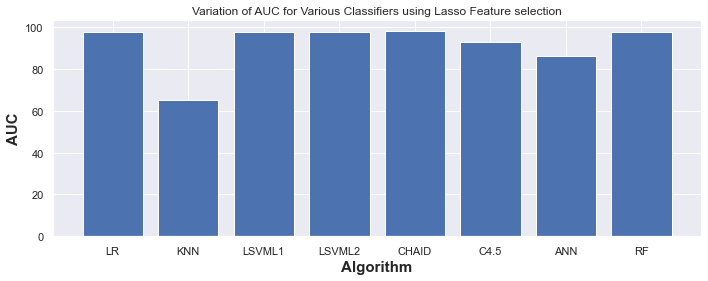 Variation of AUC for Various Classifiers using Lasso Feature selection
100
80
60
40
20
0
AUC
LR KNN LSVML1 LSVML2 CHAID C4.5 ANN RF
Algorithm